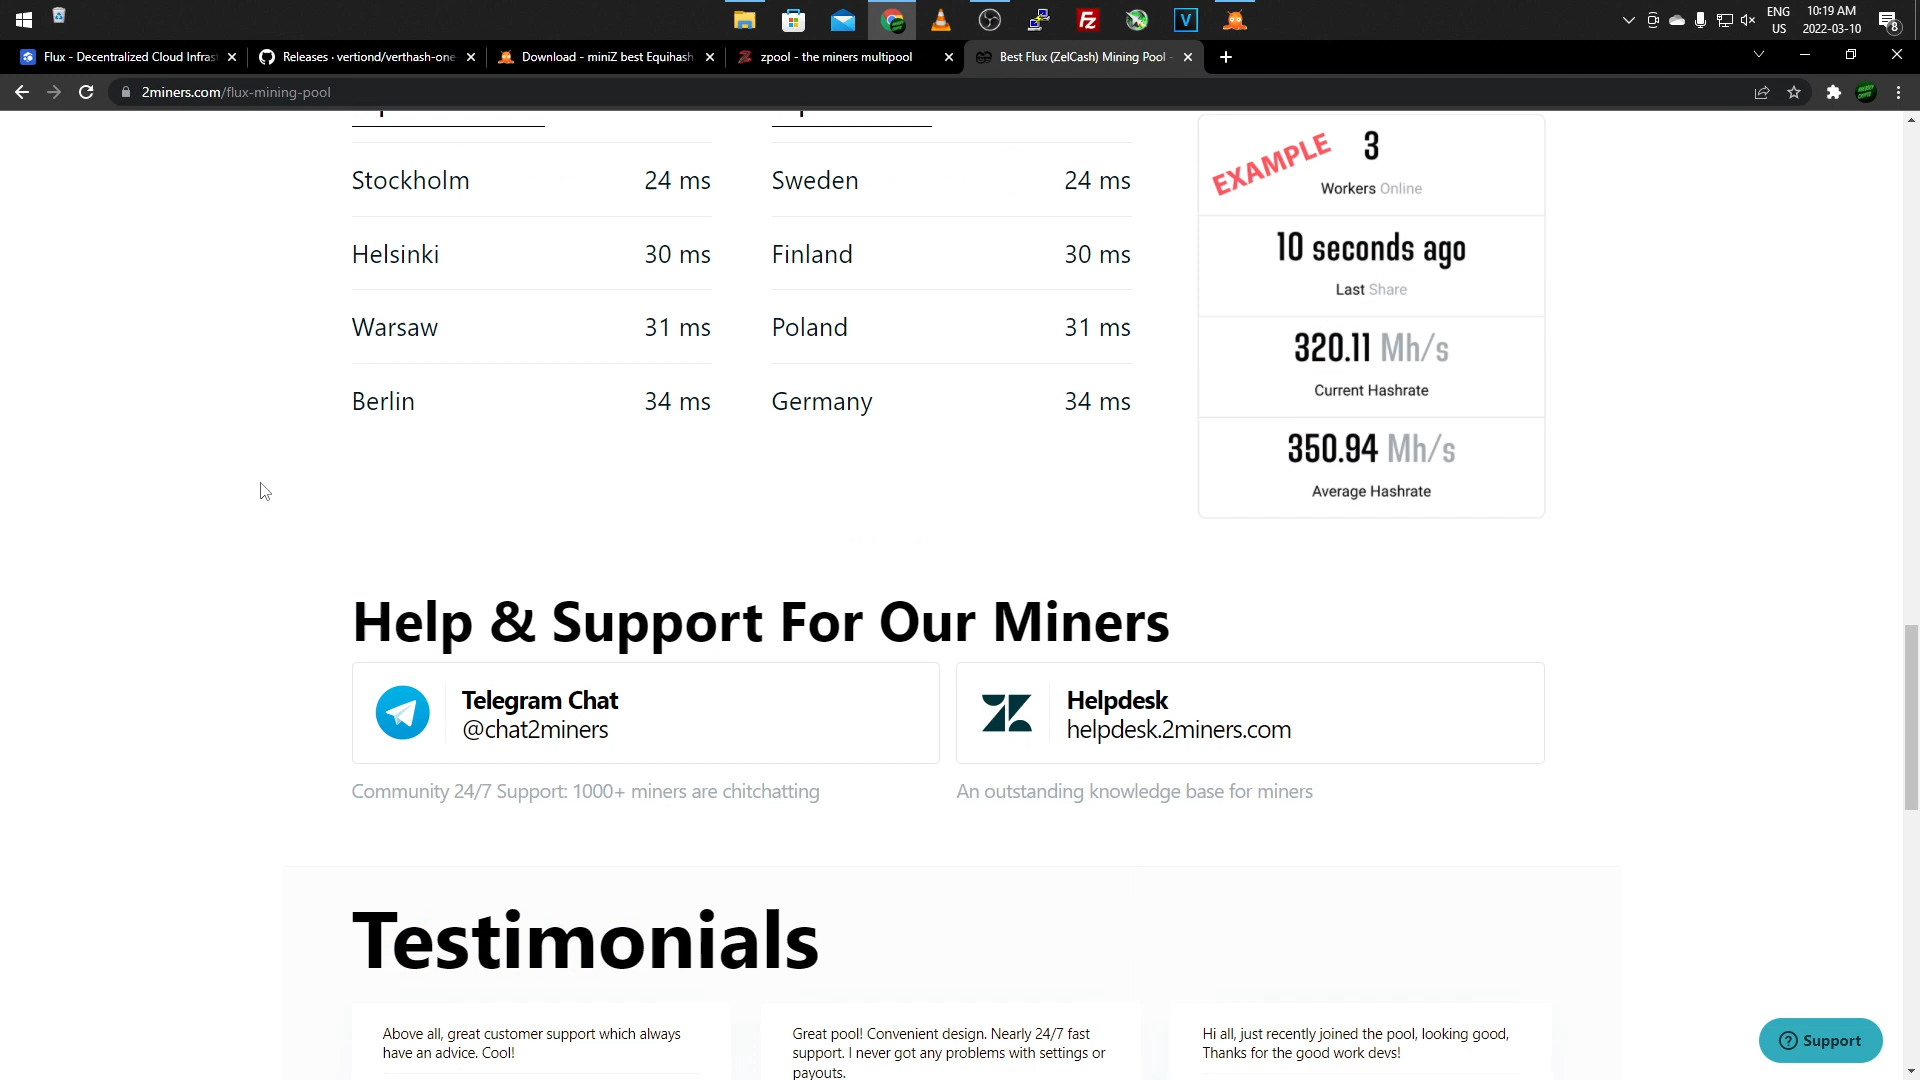 ENG
US
10:19 AM
2022-03-10
8
Flux - Decentralized Cloud Infrast
Releases · vertiond/verthash-one
Download - miniZ best Equihash
zpool - the miners multipool
Best Flux (ZelCash) Mining Pool -
2miners.com/flux-mining-pool
Stockholm 24 ms
Helsinki 30 ms
Warsaw 31 ms
Berlin 34 ms
Sweden 24 ms
Finland 30 ms
Poland 31 ms
Germany 34 ms
EXAMPLE
3
Workers Online
10 seconds ago
Last Share
320.11 Mh/s
Current Hashrate
350.94 Mh/s
Average Hashrate
Help & Support For Our Miners
Telegram Chat
@chat2miners
Community 24/7 Support: 1000+ miners are chitchatting
Helpdesk
helpdesk.2miners.com
An outstanding knowledge base for miners
Testimonials
Above all, great customer support which always
have an advice. Cool!
Great pool! Convenient design. Nearly 24/7 fast
support. I never got any problems with settings or
payouts.
Hi all, just recently joined the pool, looking good,
Thanks for the good work devs!
Support